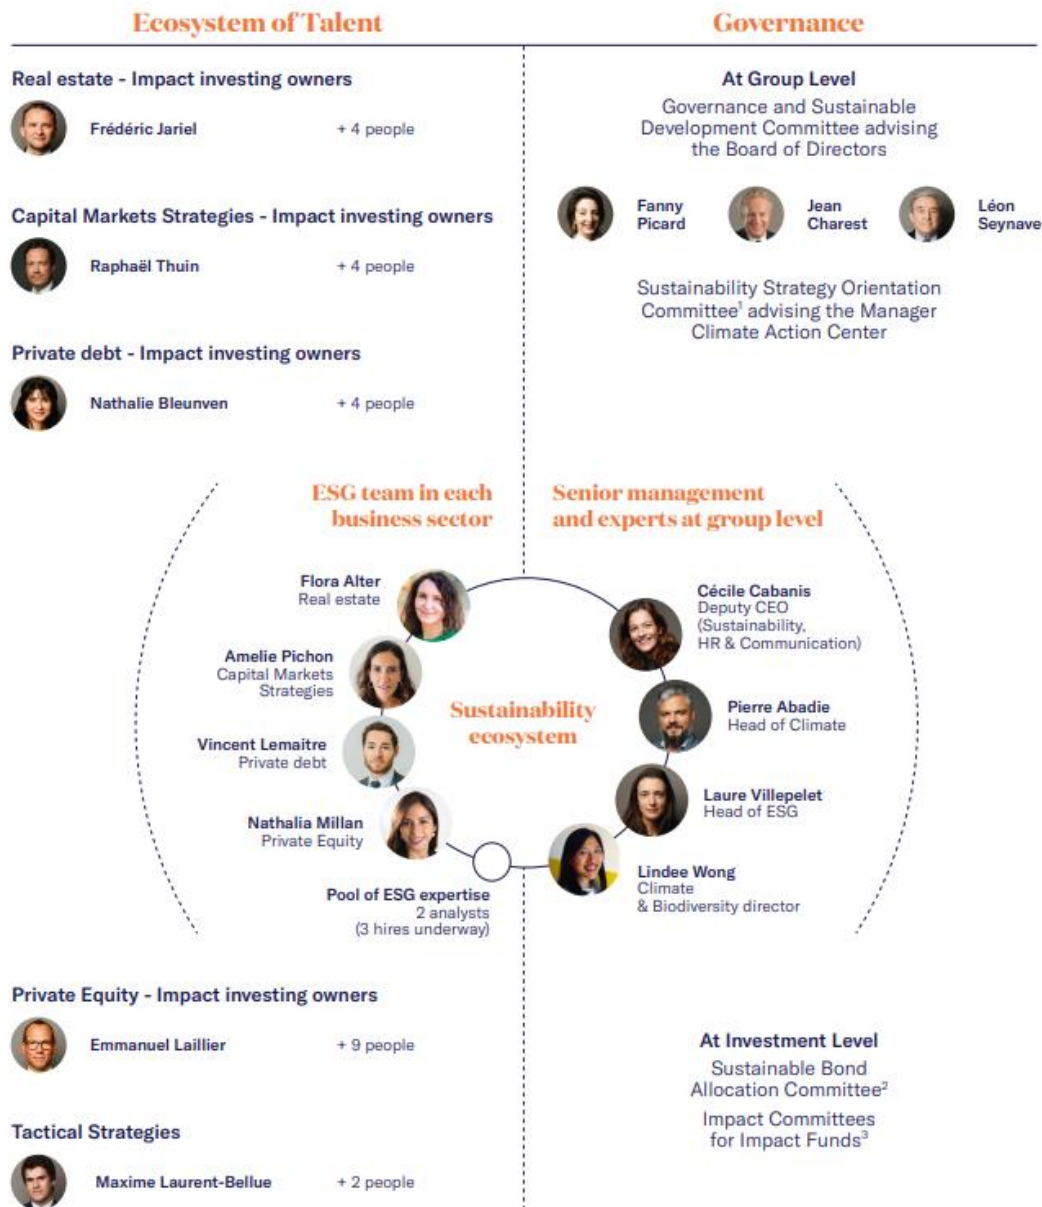 Ecosystem of Talent
Governance
Real estate - Impact investing owners
Frédéric Jariel
+ 4 people
Capital Markets Strategies - Impact investing owners
Raphaël Thuin
+ 4 people
Private debt - Impact investing owners
Nathalie Bleunven
+ 4 people
At Group Level
Governance and Sustainable
Development Committee advising
the Board of Directors
Fanny
Picard
Jean
Charest
Léon
Seynave
Sustainability Strategy Orientation
Committee¹ advising the Manager
Climate Action Center
ESG team in each
business sector
Senior management
and experts at group level
Flora Alter
Real estate
Amelie Pichon
Capital Markets
Strategies
Vincent Lemaitre
Private debt
Nathalia Millan
Private Equity
Pool of ESG expertise
2 analysts
(3 hires underway)
Sustainability
ecosystem
Cécile Cabanis
Deputy CEO
(Sustainability,
HR & Communication)
Pierre Abadie
Head of Climate
Laure Villepelet
Head of ESG
Lindee Wong
Climate
& Biodiversity director
Private Equity - Impact investing owners
Emmanuel Laillier
+ 9 people
Tactical Strategies
Maxime Laurent-Bellue
+ 2 people
At Investment Level
Sustainable Bond
Allocation Committee²
Impact Committees
for Impact Funds³